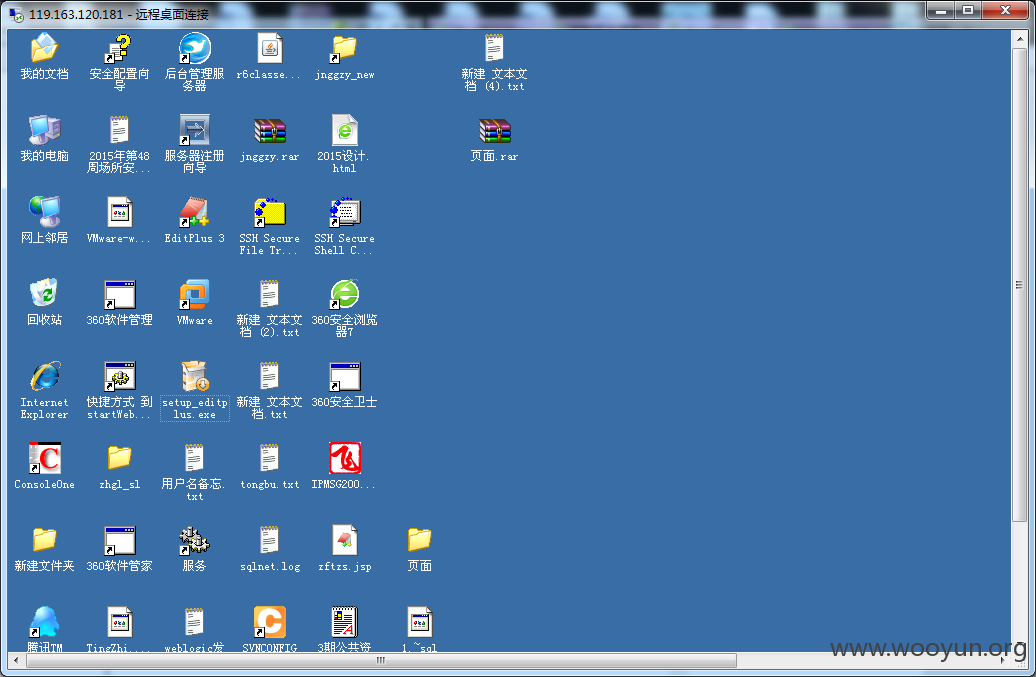 119.163.120.181 - 远程桌面连接
我的文档
安全配置向
导
后台管理服
务器
r6classe...
jnggzy_new
新建 文本文
档 (4).txt
我的电脑
2015年第48
周场所安...
服务器注册
向导
jnggzy.rar
2015设计.
html
页面.rar
网上邻居
VMware-w...
EditPlus 3
SSH Secure
File Tr...
SSH Secure
Shell C...
回收站
360软件管理
VMware
新建 文本文
档 (2).txt
360安全浏览
器7
Internet
Explorer
快捷方式 到
startWeb...
setup_editp
lus.exe
新建 文本文
档.txt
360安全卫士
ConsoleOne
zhgl_sl
用户名备忘.
txt
tongbu.txt
IPMSG200...
新建文件夹
360软件管家
服务
sqlnet.log
zftzs.jsp
页面
腾讯TM
TingZhi....
weblogic发
SVNCONFIG
3期公共资
1.~sql
www.wooyun.org